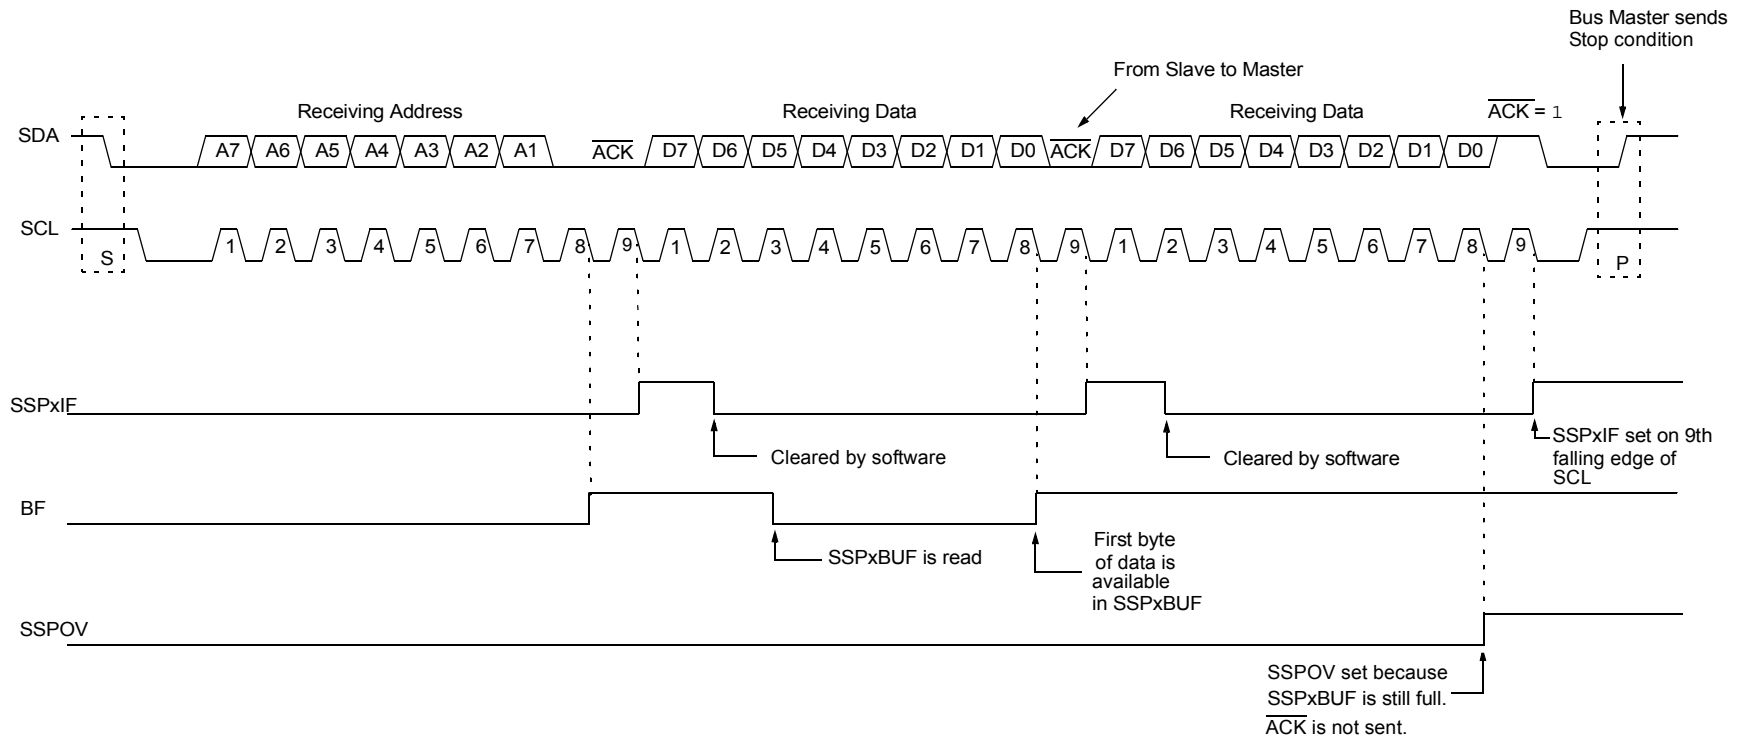 Bus Master sends
Stop condition
From Slave to Master
Receiving Address
Receiving Data
Receiving Data
ACK = 1
SDA
A7 A6 A5 A4 A3 A2 A1 ACK D7 D6 D5 D4 D3 D2 D1 D0 ACK D7 D6 D5 D4 D3 D2 D1 D0
SCL
S
1 2 3 4 5 6 7 8 9 1 2 3 4 5 6 7 8 9 1 2 3 4 5 6 7 8 9
P
SSPxIF
Cleared by software
Cleared by software
SSPxIF set on 9th
falling edge of
SCL
BF
SSPxBUF is read
First byte
of data is
available
in SSPxBUF
SSPOV
SSPOV set because
SSPxBUF is still full.
ACK is not sent.